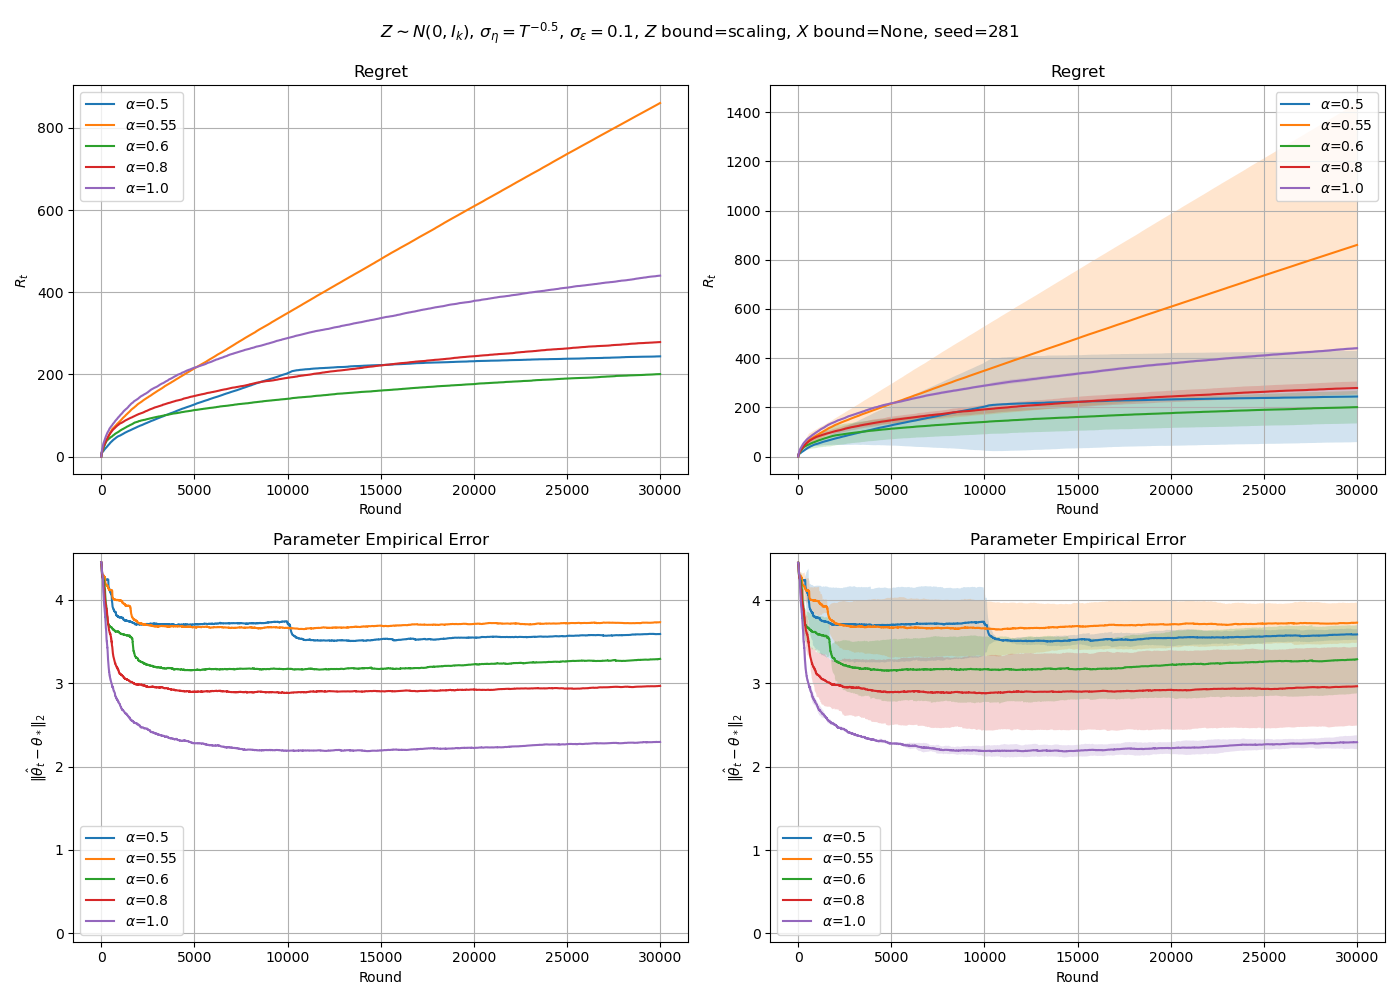 Z ∼ N(0, I_k), σ_η = T^{−0.5}, σ_ε = 0.1, Z bound=scaling, X bound=None, seed=281
Regret
R_t
800
600
400
200
0
α=0.5
α=0.55
α=0.6
α=0.8
α=1.0
0 5000 10000 15000 20000 25000 30000
Round
Regret
R_t
1400
1200
1000
800
600
400
200
0
α=0.5
α=0.55
α=0.6
α=0.8
α=1.0
0 5000 10000 15000 20000 25000 30000
Round
Parameter Empirical Error
‖θ̂_t − θ_*‖_2
4
3
2
1
0
α=0.5
α=0.55
α=0.6
α=0.8
α=1.0
0 5000 10000 15000 20000 25000 30000
Round
Parameter Empirical Error
‖θ̂_t − θ_*‖_2
4
3
2
1
0
α=0.5
α=0.55
α=0.6
α=0.8
α=1.0
0 5000 10000 15000 20000 25000 30000
Round